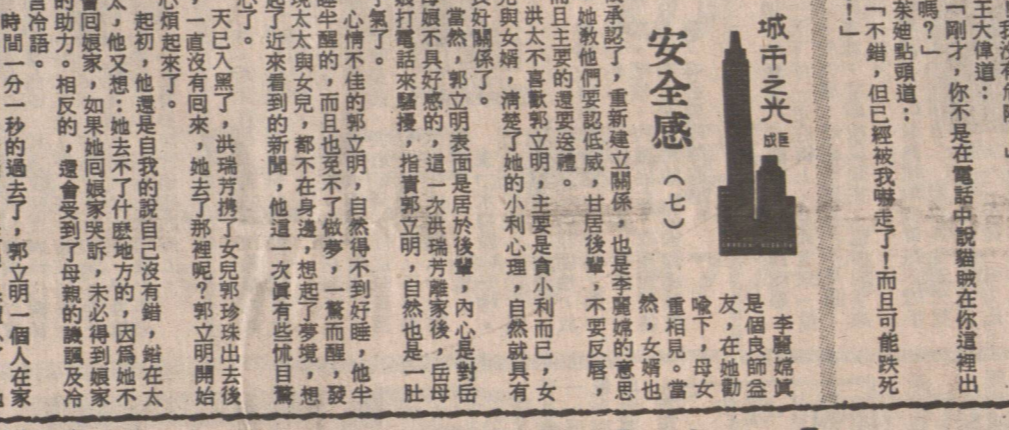 王大偉道：
「剛才，你不是在電話中說貓賊在你這裡出
嗎？」
茱廸點頭道：
「不錯，但已經被我嚇走了！而且可能跌死
！」
城市之光
安全感
（七）
李麗嫦眞
是個良師益
友，在她勸
喩下，母女
重相見。當
然，女婿也
承認了，重新建立關係，也是李麗嫦的意思
她敎他們要認低威，甘居後輩，不要反唇，
而且主要的還要送禮。
洪太不喜歡郭立明，主要是貪小利而已，女
兒與女婿，淸楚了她的小利心理，自然就具有
良好關係了。
當然，郭立明表面是居於後輩，內心是對岳
母娘不具好感的，這一次洪瑞芳離家後，岳母
娘打電話來騷擾，指責郭立明，自然也是一肚
子氣了。
心情不佳的郭立明，自然得不到好睡，他半
睡半醒的，而且也免不了做夢，一驚而醒，發
現太太與女兒，都不在身邊，想起了夢境，想
起了近來看到的新聞，他這一次眞有些怵目驚
心了。
天已入黑了，洪瑞芳携了女兒郭珍珠出去後
，一直沒有囘來，她去了那裡呢？郭立明開始
心煩起來了。
起初，他還是自我的說自己沒有錯，錯在太
太，他又想：她去不了什麽地方的，因爲她不
會囘娘家，如果她囘娘家哭訴，未必得到娘家
的助力。相反的，還會受到了母親的譏諷及冷
言冷語。
時間一分一秒的過去了，郭立明一個人在家